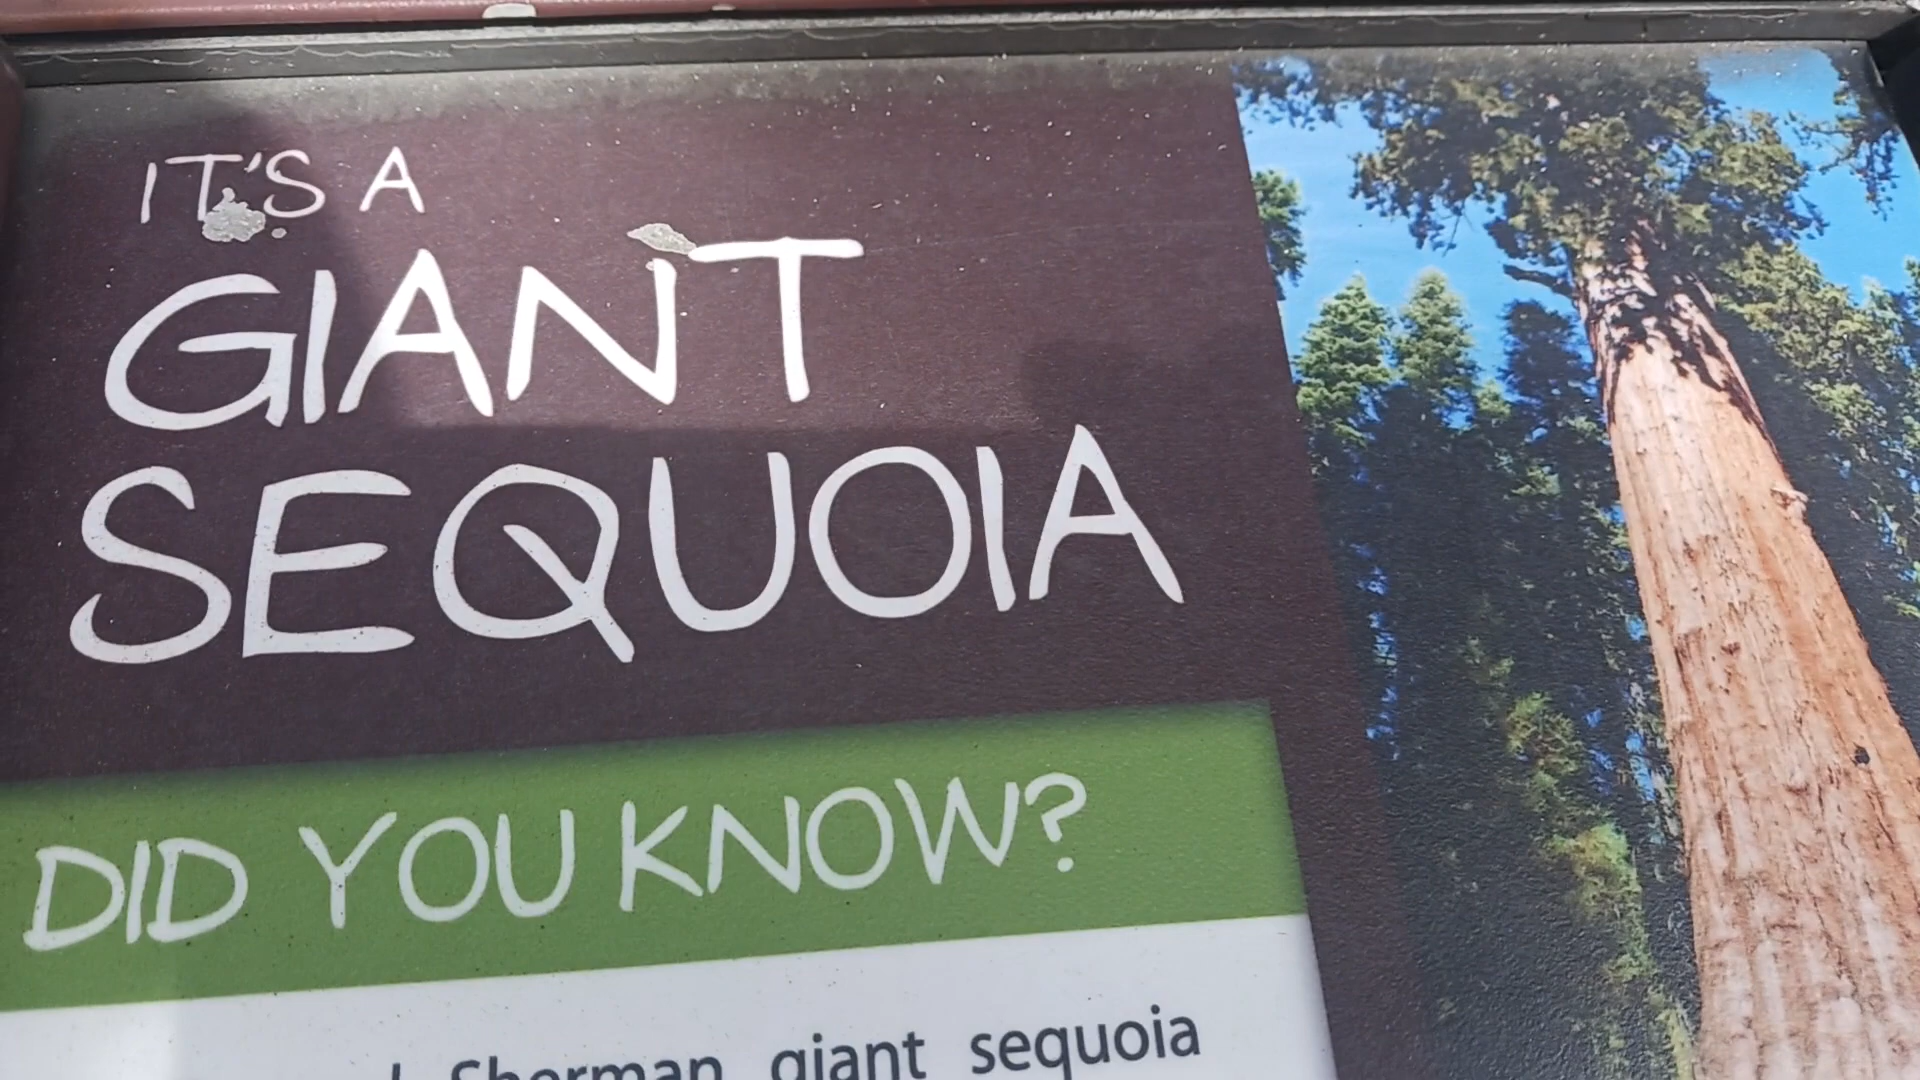 IT'S A
GIANT
SEQUOIA
DID YOU KNOW?
Sherman giant sequoia